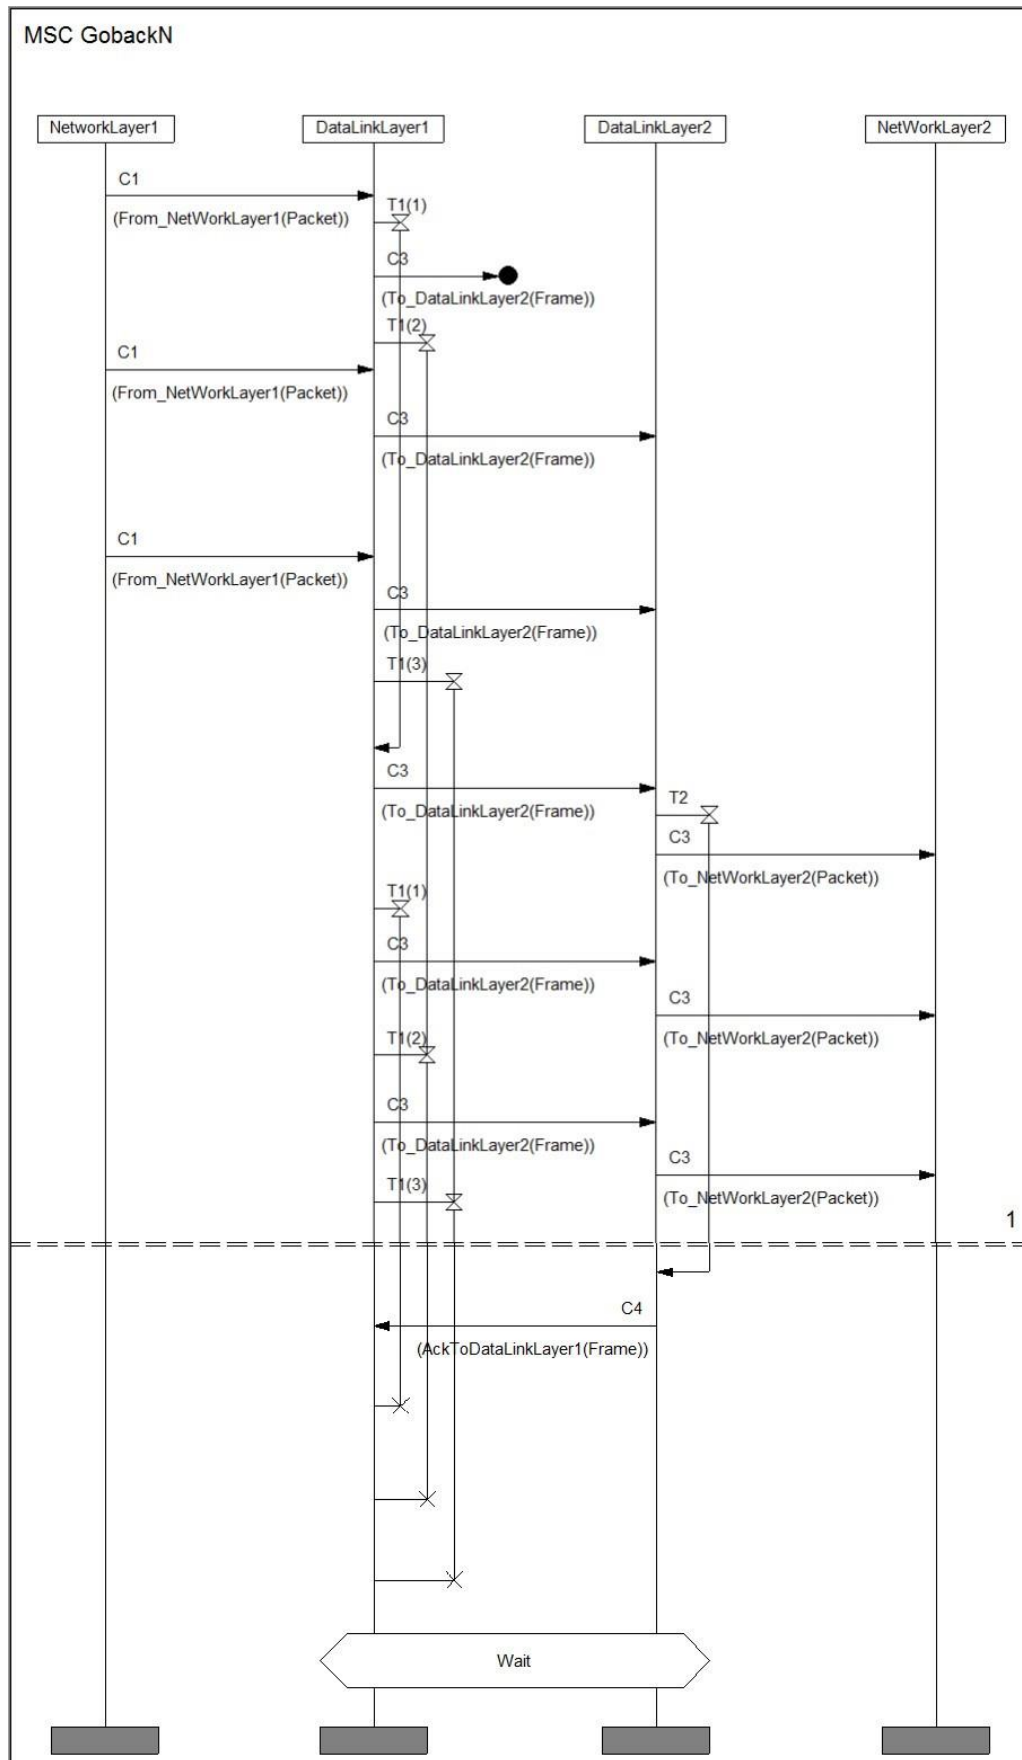 MSC GobackN
NetworkLayer1 DataLinkLayer1 DataLinkLayer2 NetWorkLayer2
C1
T1(1)
(From_NetWorkLayer1(Packet))
C3
(To_DataLinkLayer2(Frame))
T1(2)
C1
(From_NetWorkLayer1(Packet))
C3
(To_DataLinkLayer2(Frame))
C1
(From_NetWorkLayer1(Packet))
C3
(To_DataLinkLayer2(Frame))
T1(3)
C3
T2
(To_DataLinkLayer2(Frame))
C3
(To_NetWorkLayer2(Packet))
T1(1)
C3
(To_DataLinkLayer2(Frame))
C3
T1(2)
(To_NetWorkLayer2(Packet))
C3
(To_DataLinkLayer2(Frame))
C3
T1(3)
(To_NetWorkLayer2(Packet))
1
C4
(AckToDataLinkLayer1(Frame))
Wait